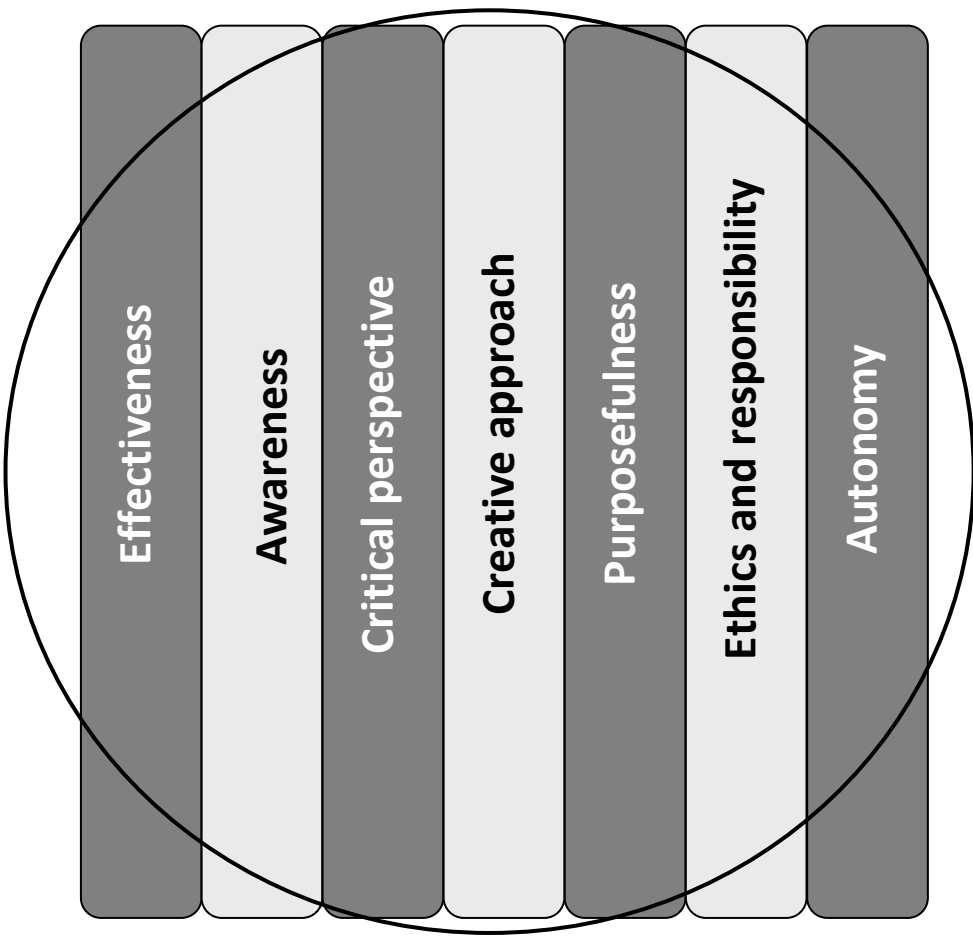 Effectiveness
Awareness
Critical perspective
Creative approach
Purposefulness
Ethics and responsibility
Autonomy